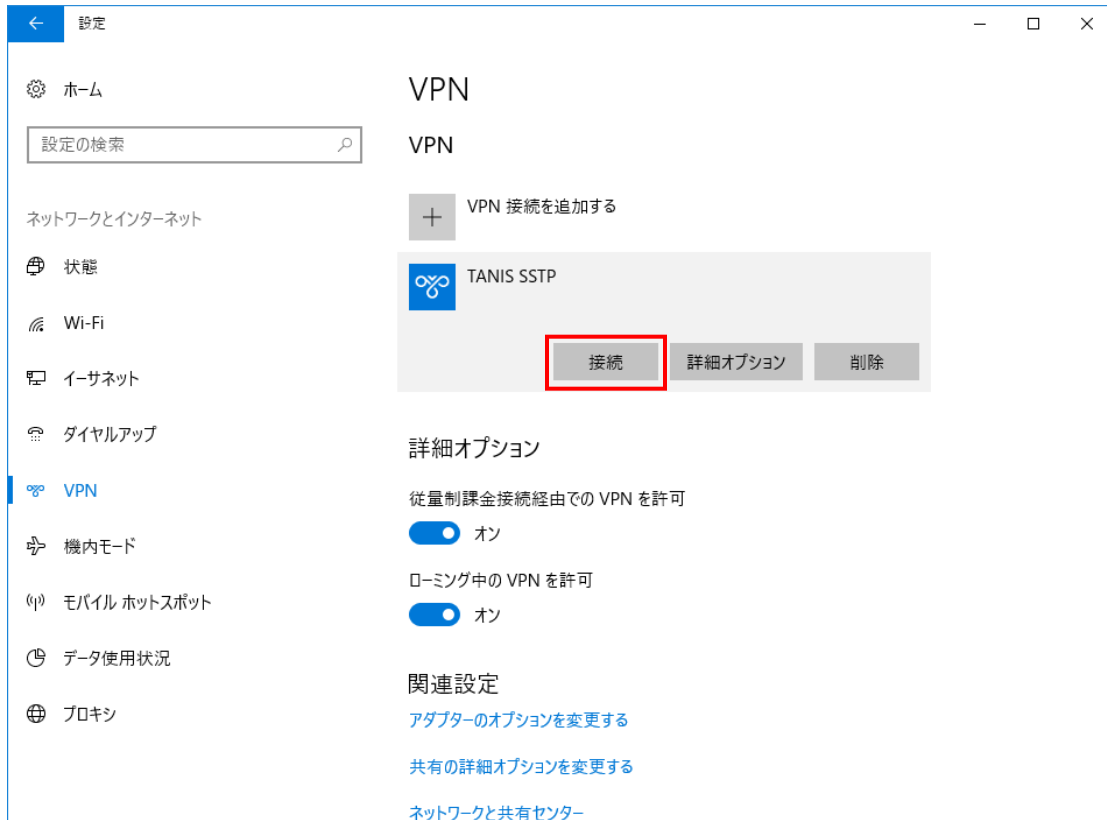 設定
ホーム
設定の検索
ネットワークとインターネット
状態
Wi-Fi
イーサネット
ダイヤルアップ
VPN
機内モード
モバイル ホットスポット
データ使用状況
プロキシ
VPN
VPN
VPN 接続を追加する
TANIS SSTP
接続 詳細オプション 削除
詳細オプション
従量制課金接続経由での VPN を許可
オン
ローミング中の VPN を許可
オン
関連設定
アダプターのオプションを変更する
共有の詳細オプションを変更する
ネットワークと共有センター